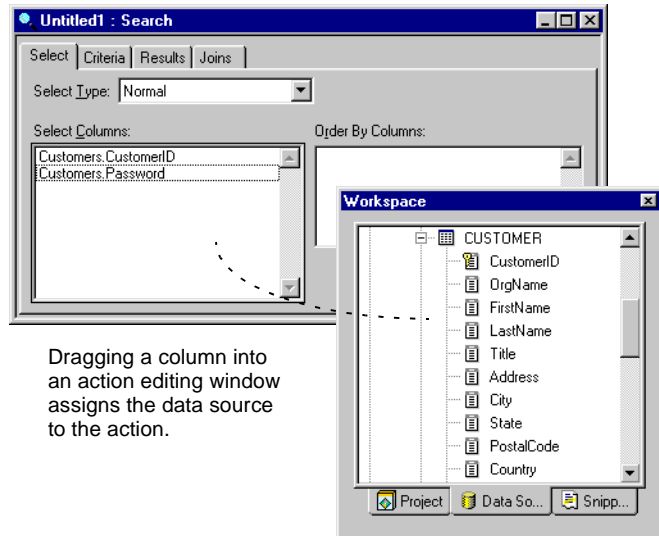 Untitled1 : Search
Select Criteria Results Joins
Select Type: Normal
Select Columns: Order By Columns:
Customers.CustomerID
Customers.Password
Workspace
CUSTOMER
CustomerID
OrgName
FirstName
LastName
Title
Address
City
State
PostalCode
Country
Project Data So... Snipp...
Dragging a column into
an action editing window
assigns the data source
to the action.